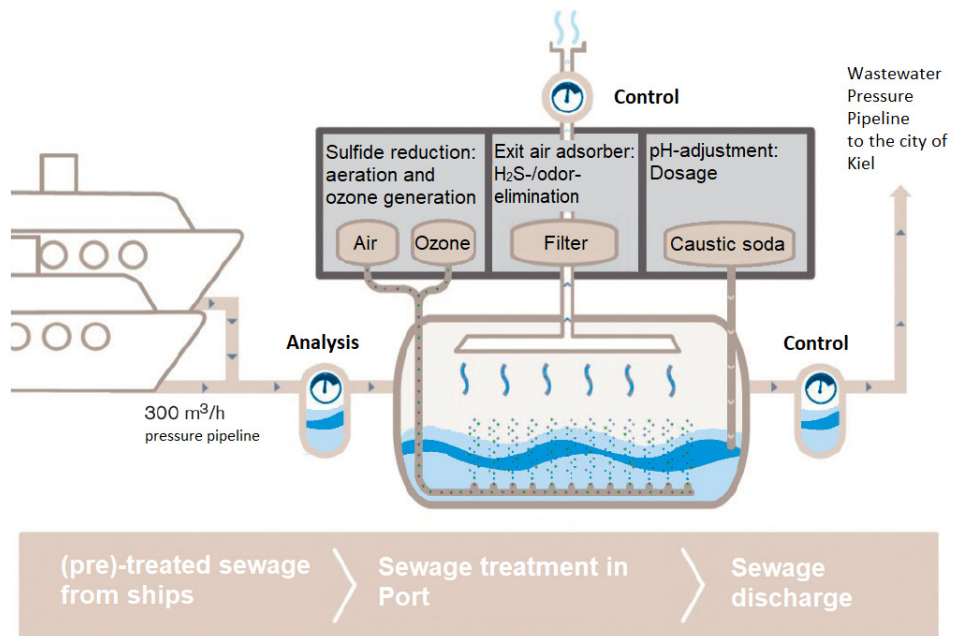 Control
Wastewater
Pressure
Pipeline
to the city of
Kiel
Sulfide reduction:
aeration and
ozone generation
Air
Ozone
Exit air adsorber:
H₂S-/odor-
elimination
Filter
pH-adjustment:
Dosage
Caustic soda
Analysis
Control
300 m³/h
pressure pipeline
(pre)-treated sewage
from ships
Sewage treatment in
Port
Sewage
discharge